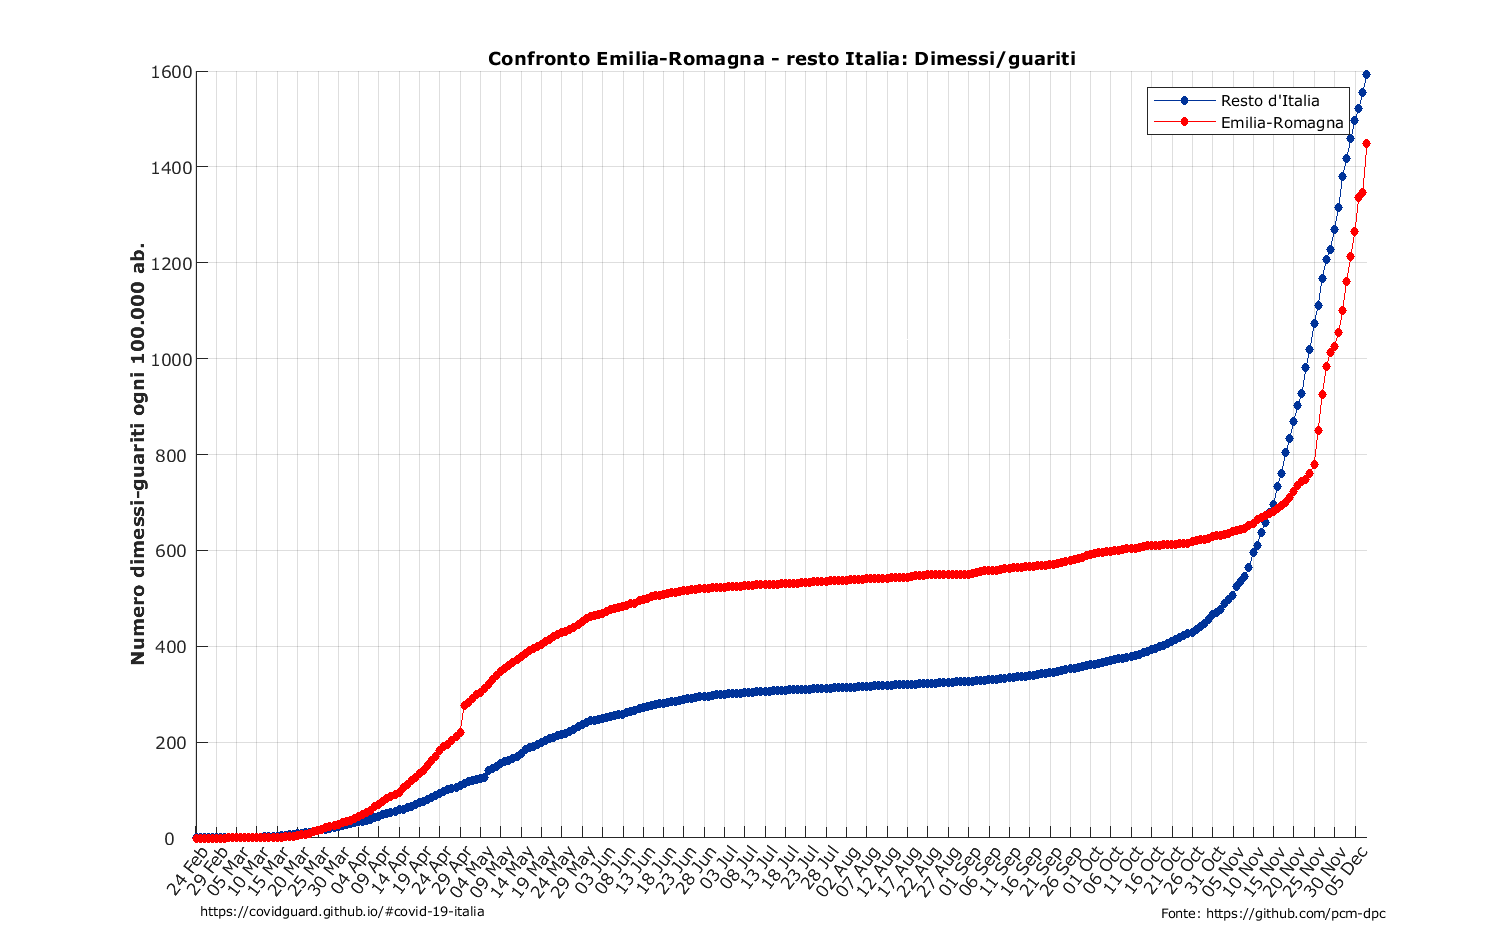 Confronto Emilia-Romagna - resto Italia: Dimessi/guariti
Numero dimessi-guariti ogni 100.000 ab.
1600
1400
1200
1000
800
600
400
200
0
Resto d'Italia
Emilia-Romagna
24 Feb
29 Feb
05 Mar
10 Mar
15 Mar
20 Mar
25 Mar
30 Mar
04 Apr
09 Apr
14 Apr
19 Apr
24 Apr
29 Apr
04 May
09 May
14 May
19 May
24 May
29 May
03 Jun
08 Jun
13 Jun
18 Jun
23 Jun
28 Jun
03 Jul
08 Jul
13 Jul
18 Jul
23 Jul
28 Jul
02 Aug
07 Aug
12 Aug
17 Aug
22 Aug
27 Aug
01 Sep
06 Sep
11 Sep
16 Sep
21 Sep
26 Sep
01 Oct
06 Oct
11 Oct
16 Oct
21 Oct
26 Oct
31 Oct
05 Nov
10 Nov
15 Nov
20 Nov
25 Nov
30 Nov
05 Dec
https://covidguard.github.io/#covid-19-italia
Fonte: https://github.com/pcm-dpc